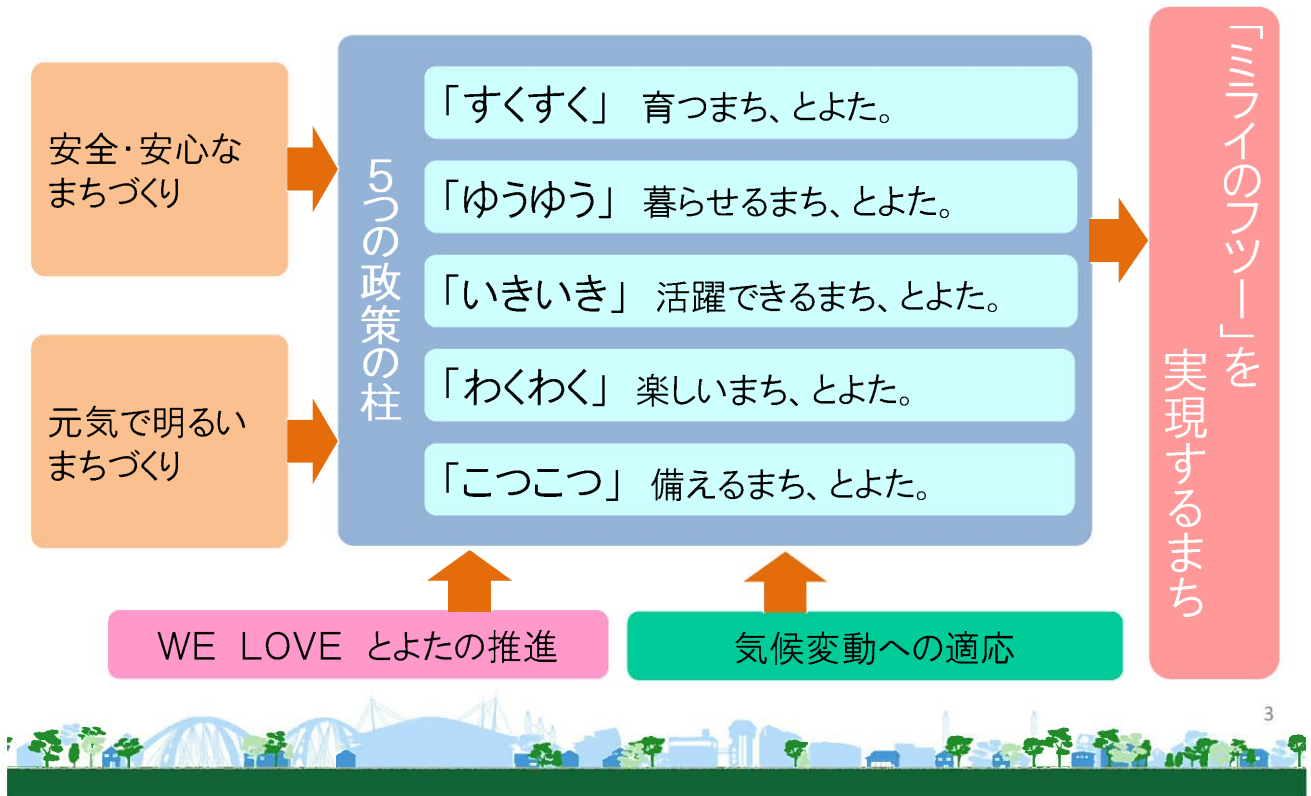 安全・安心な
まちづくり
元気で明るい
まちづくり
5つの政策の柱
「すくすく」 育つまち、とよた。
「ゆうゆう」 暮らせるまち、とよた。
「いきいき」 活躍できるまち、とよた。
「わくわく」 楽しいまち、とよた。
「こつこつ」 備えるまち、とよた。
WE LOVE とよたの推進
気候変動への適応
「ミライのフツー」を
実現するまち
3